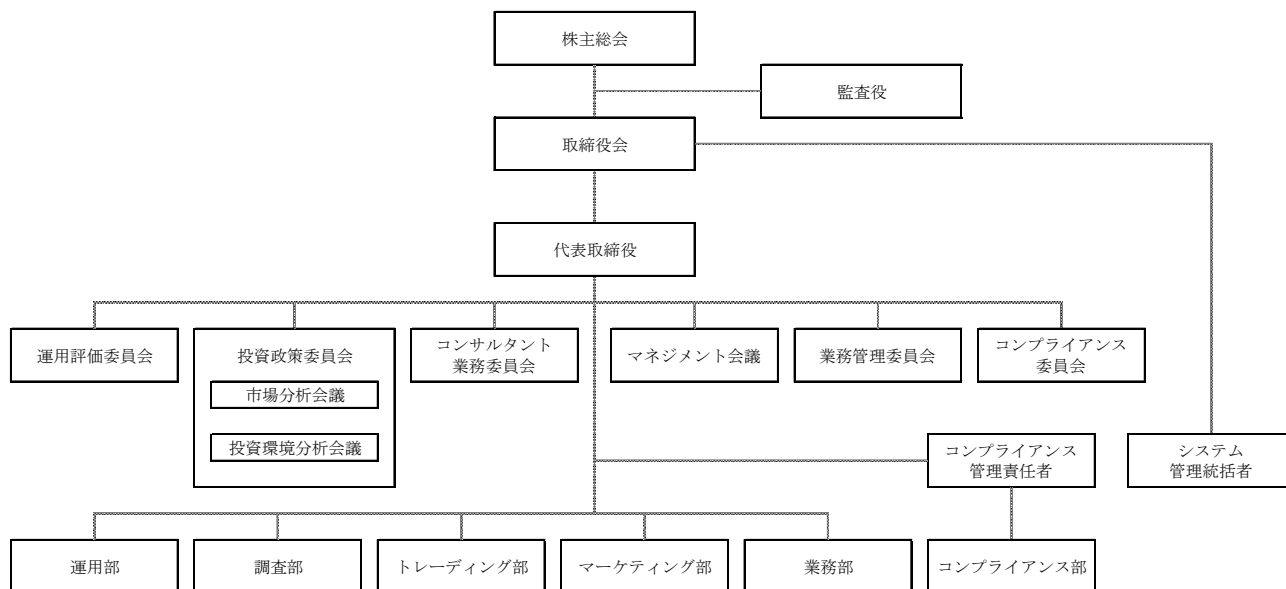 株主総会
監査役
取締役会
代表取締役
運用評価委員会
投資政策委員会
市場分析会議
投資環境分析会議
コンサルタント
業務委員会
マネジメント会議
業務管理委員会
コンプライアンス
委員会
コンプライアンス
管理責任者
システム
管理統括者
運用部
調査部
トレーディング部
マーケティング部
業務部
コンプライアンス部